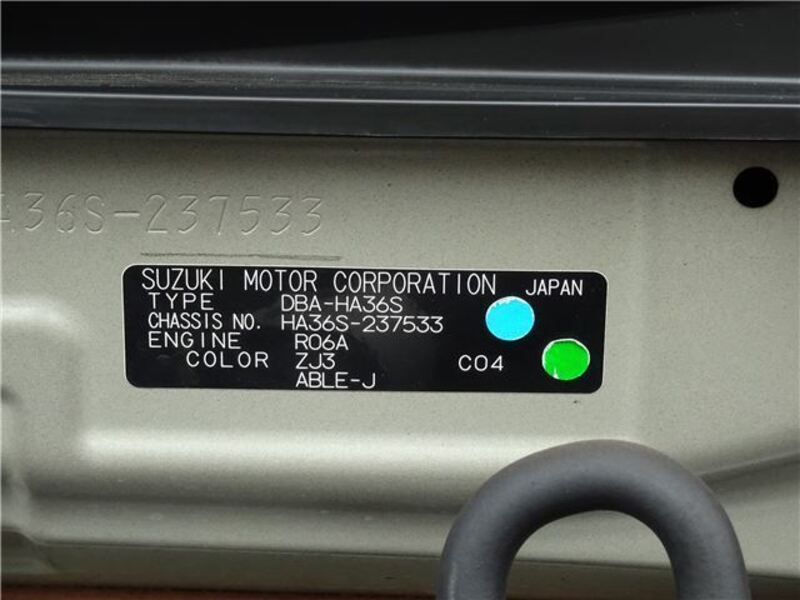 A36S-237533
SUZUKI MOTOR CORPORATION JAPAN
TYPE DBA-HA36S
CHASSIS NO. HA36S-237533
ENGINE R06A
COLOR ZJ3 C04
ABLE-J